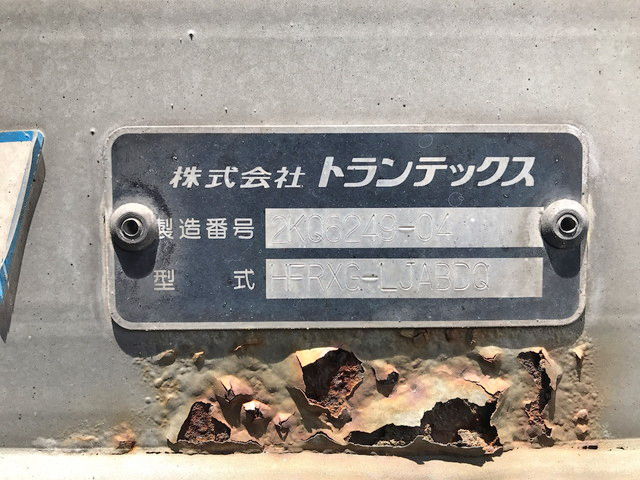 株式会社 トランテックス
製造番号 2KQ6249-04
型 式 HFRXG-LJABDQ